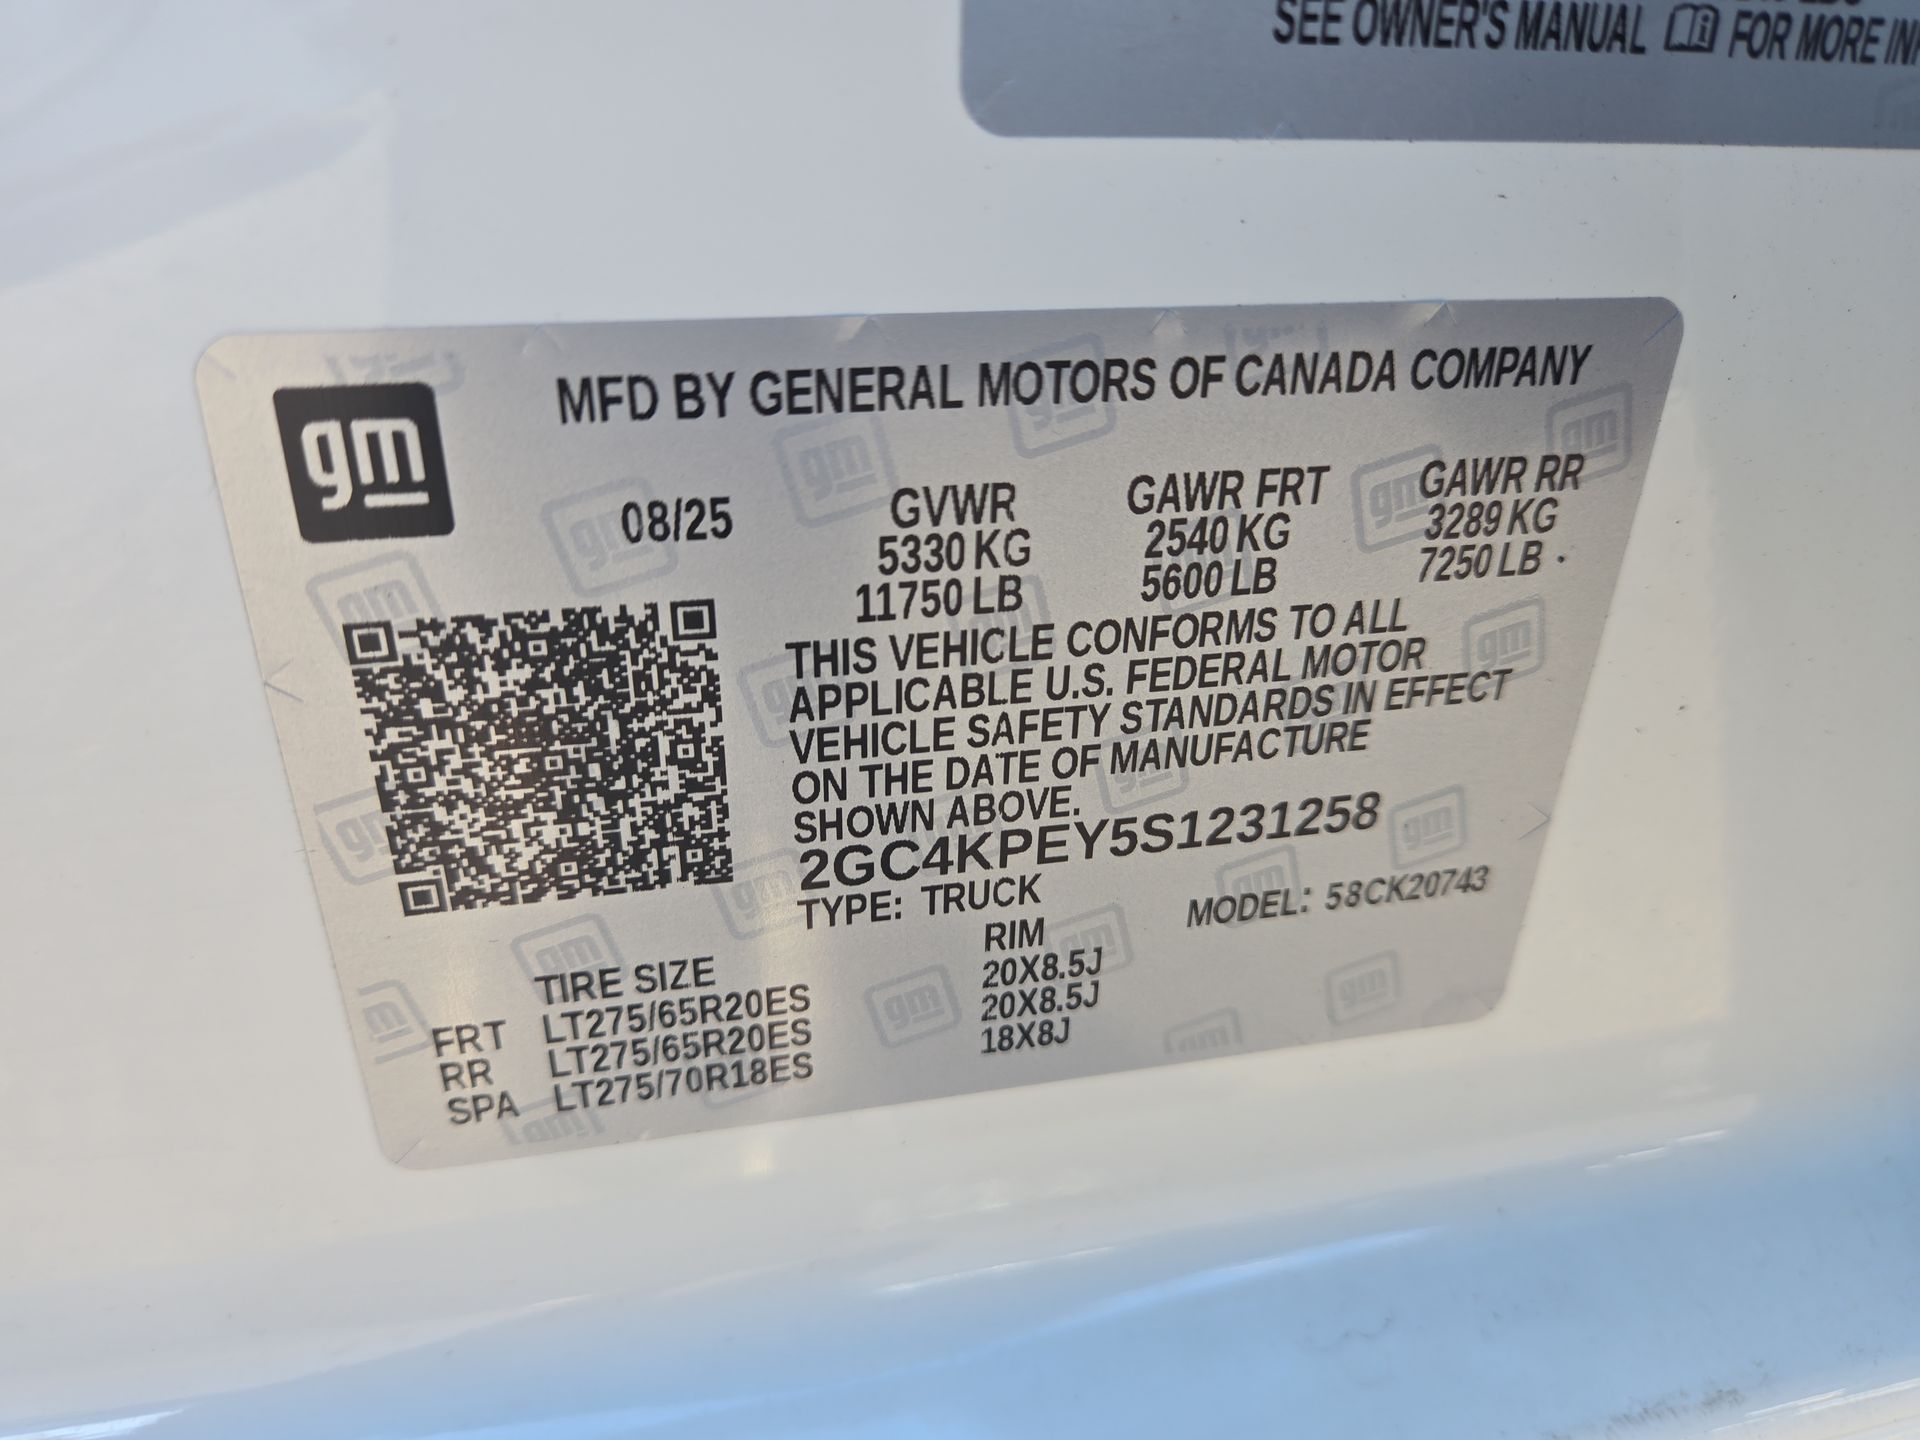 SEE OWNER'S MANUAL FOR MORE
gm
MFD BY GENERAL MOTORS OF CANADA COMPANY
08/25 GVWR GAWR FRT GAWR RR
5330 KG 2540 KG 3289 KG
11750 LB 5600 LB 7250 LB
THIS VEHICLE CONFORMS TO ALL
APPLICABLE U.S. FEDERAL MOTOR
VEHICLE SAFETY STANDARDS IN EFFECT
ON THE DATE OF MANUFACTURE
SHOWN ABOVE.
2GC4KPEY5S1231258
TYPE: TRUCK MODEL: 58CK20743
TIRE SIZE RIM
FRT LT275/65R20ES 20X8.5J
RR LT275/65R20ES 20X8.5J
SPA LT275/70R18ES 18X8J